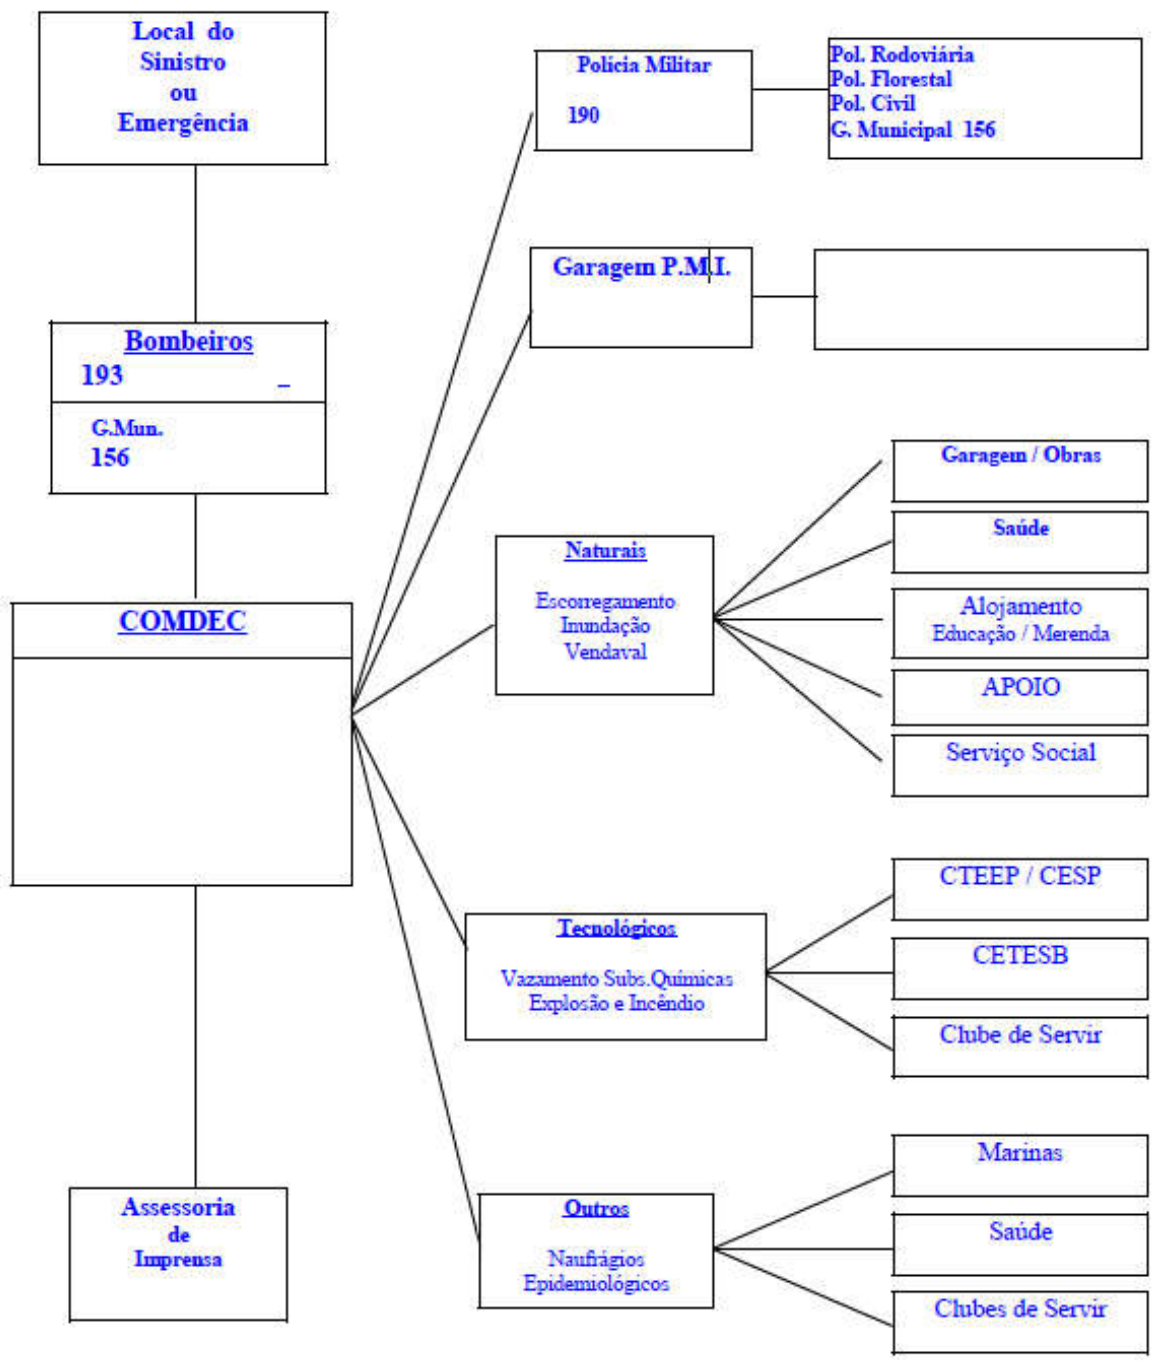 Local do
Sinistro
ou
Emergência
Bombeiros
193 _
G.Mun.
156
COMDEC
Assessoria
de
Imprensa
Polícia Militar
190
Pol. Rodoviária
Pol. Florestal
Pol. Civil
G. Municipal 156
Garagem P.M.I.
Naturais
Escorregamento
Inundação
Vendaval
Garagem / Obras
Saúde
Alojamento
Educação / Merenda
APOIO
Serviço Social
Tecnológicos
Vazamento Subs.Químicas
Explosão e Incêndio
CTEEP / CESP
CETESB
Clube de Servir
Outros
Naufrágios
Epidemiológicos
Marinas
Saúde
Clubes de Servir